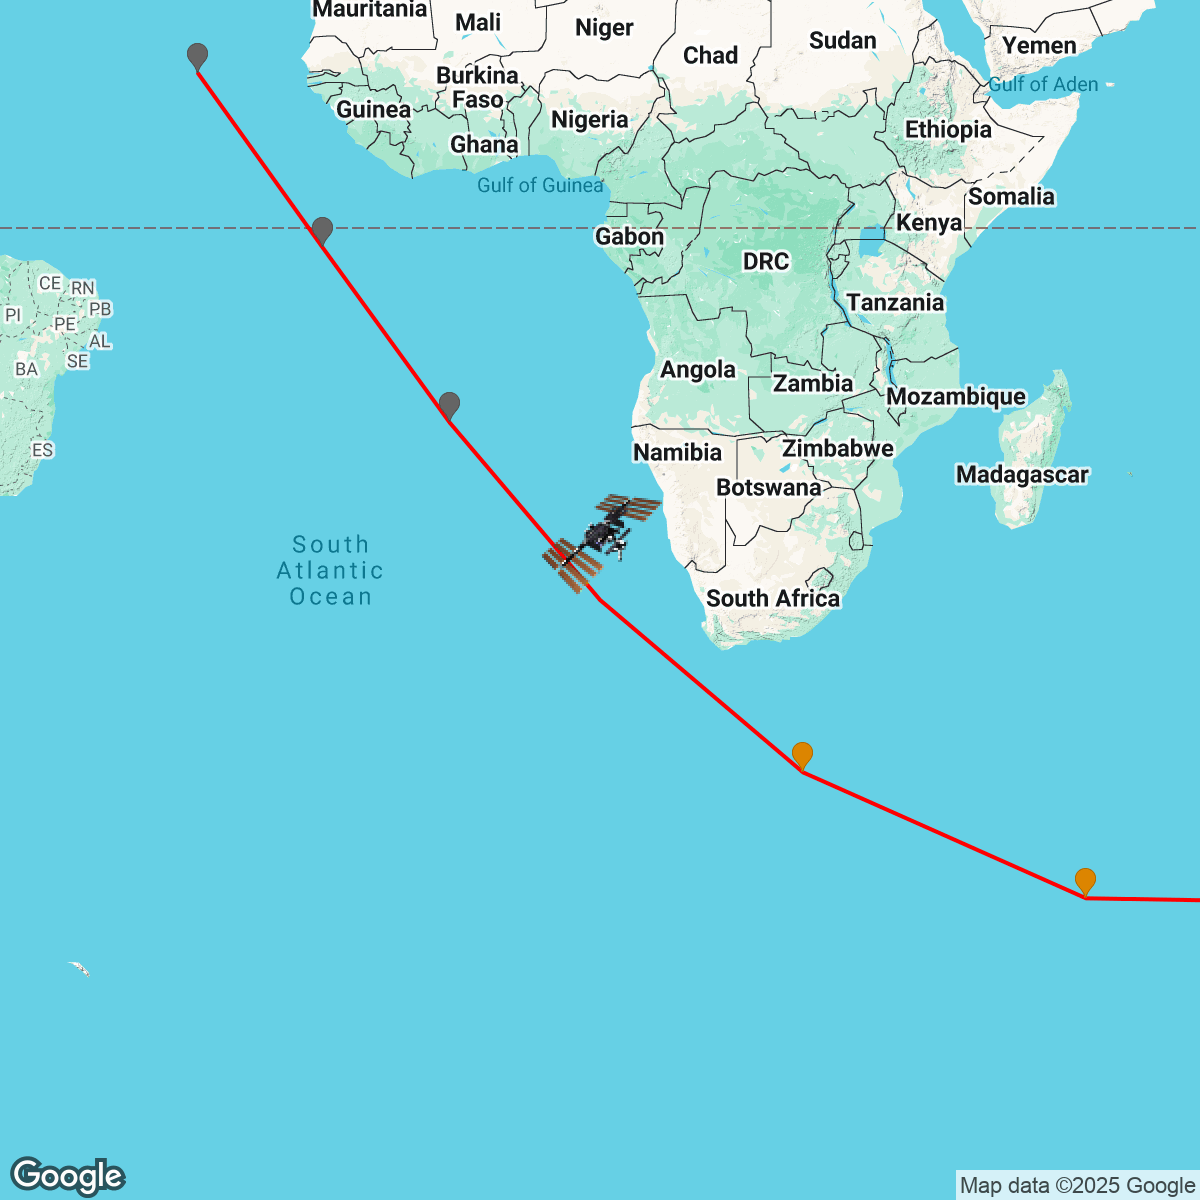 Mauritania
Mali
Niger
Chad
Sudan
Yemen
Gulf of Aden
Burkina
Faso
Guinea
Nigeria
Ethiopia
Ghana
Gulf of Guinea
Somalia
Kenya
Gabon
DRC
CE
RN
PI
PB
PE
AL
SE
BA
Tanzania
Angola
Zambia
Mozambique
ES
Namibia
Zimbabwe
Botswana
Madagascar
South
Atlantic
Ocean
South Africa
Google
Map data ©2025 Google